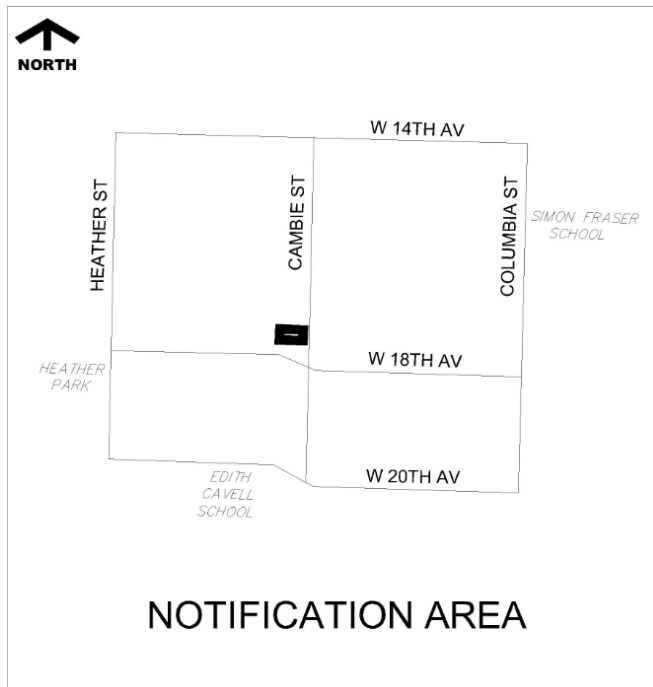 NORTH
W 14TH AV
HEATHER ST
CAMBIE ST
COLUMBIA ST
SIMON FRASER
SCHOOL
HEATHER
PARK
W 18TH AV
EDITH
CAVELL
SCHOOL
W 20TH AV
NOTIFICATION AREA